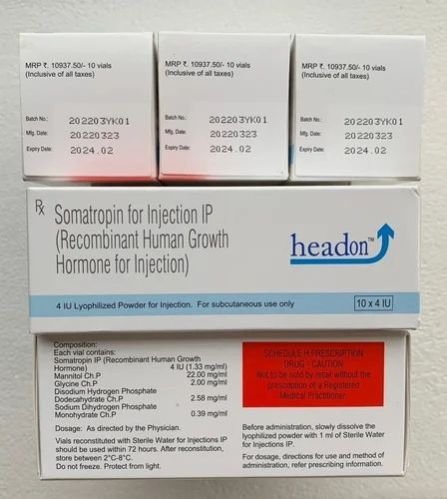 MRP ₹. 10937.50/- 10 vials
(Inclusive of all taxes)
Batch No.: 202203YK01
Mfg. Date: 20220323
Expiry Date: 2024.02
MRP ₹. 10937.50/- 10 vials
(Inclusive of all taxes)
Batch No.: 202203YK01
Mfg. Date: 20220323
Expiry Date: 2024.02
MRP ₹. 10937.50/- 10 vials
(Inclusive of all taxes)
Batch No.: 202203YK01
Mfg. Date: 20220323
Expiry Date: 2024.02
Rx Somatropin for Injection IP
(Recombinant Human Growth
Hormone for Injection)
headon™
4 IU Lyophilized Powder for Injection. For subcutaneous use only
10 x 4 IU
Composition:
Each vial contains:
Somatropin IP (Recombinant Human Growth
Hormone) 4 IU (1.33 mg/ml)
Mannitol Ch.P 22.00 mg/ml
Glycine Ch.P 2.00 mg/ml
Disodium Hydrogen Phosphate
Dodecahydrate Ch.P 2.58 mg/ml
Sodium Dihydrogen Phosphate
Monohydrate Ch.P 0.39 mg/ml
Dosage: As directed by the Physician.
Vials reconstituted with Sterile Water for Injections IP
should be used within 72 hours. After reconstitution,
store between 2°C-8°C.
Do not freeze. Protect from light.
SCHEDULE H PRESCRIPTION
DRUG - CAUTION
Not to be sold by retail without the
prescription of a Registered
Medical Practitioner.
Before administration, slowly dissolve the
lyophilized powder with 1 ml of Sterile Water
for Injections IP.
For dosage, directions for use and method of
administration, refer prescribing information.